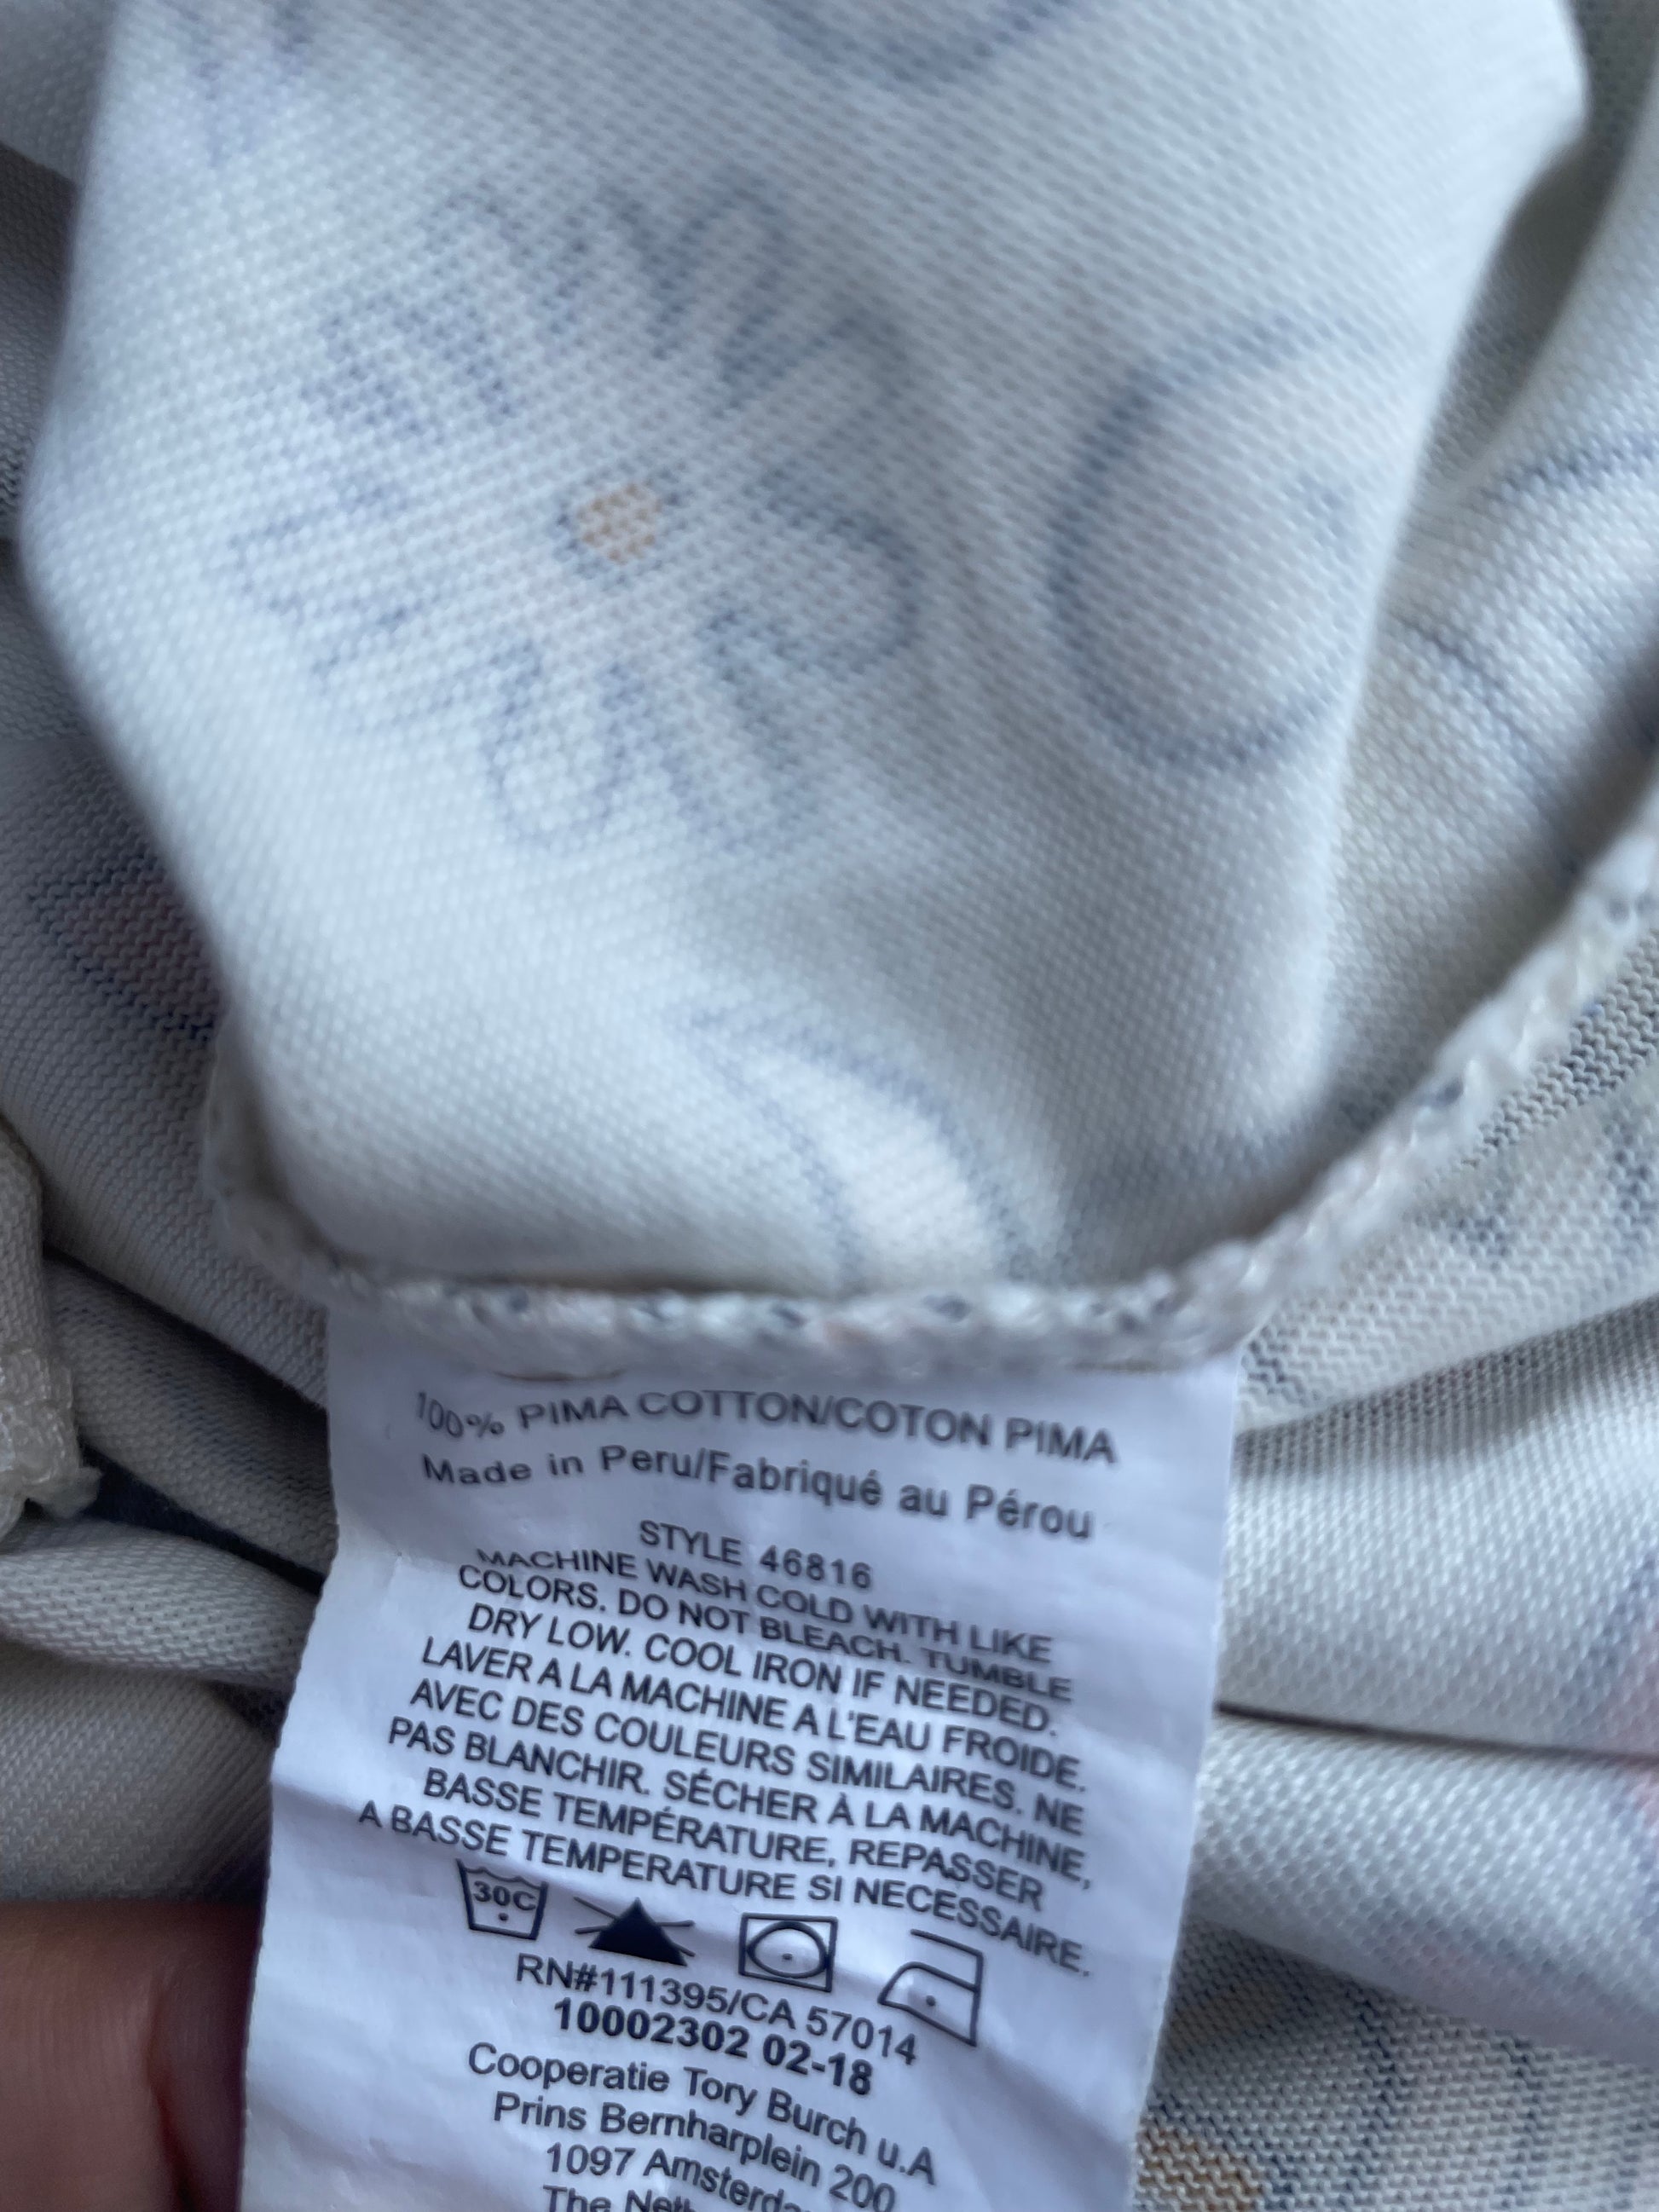 100% PIMA COTTON/COTON PIMA
Made in Peru/Fabriqué au Pérou
STYLE 46816
MACHINE WASH COLD WITH LIKE
COLORS. DO NOT BLEACH. TUMBLE
DRY LOW. COOL IRON IF NEEDED.
LAVER A LA MACHINE A L'EAU FROIDE.
AVEC DES COULEURS SIMILAIRES. NE
PAS BLANCHIR. SÉCHER À LA MACHINE,
BASSE TEMPÉRATURE, REPASSER
A BASSE TEMPERATURE SI NECESSAIRE.
30C
RN#111395/CA 57014
10002302 02-18
Cooperatie Tory Burch u.A
Prins Bernharplein 200
1097
The